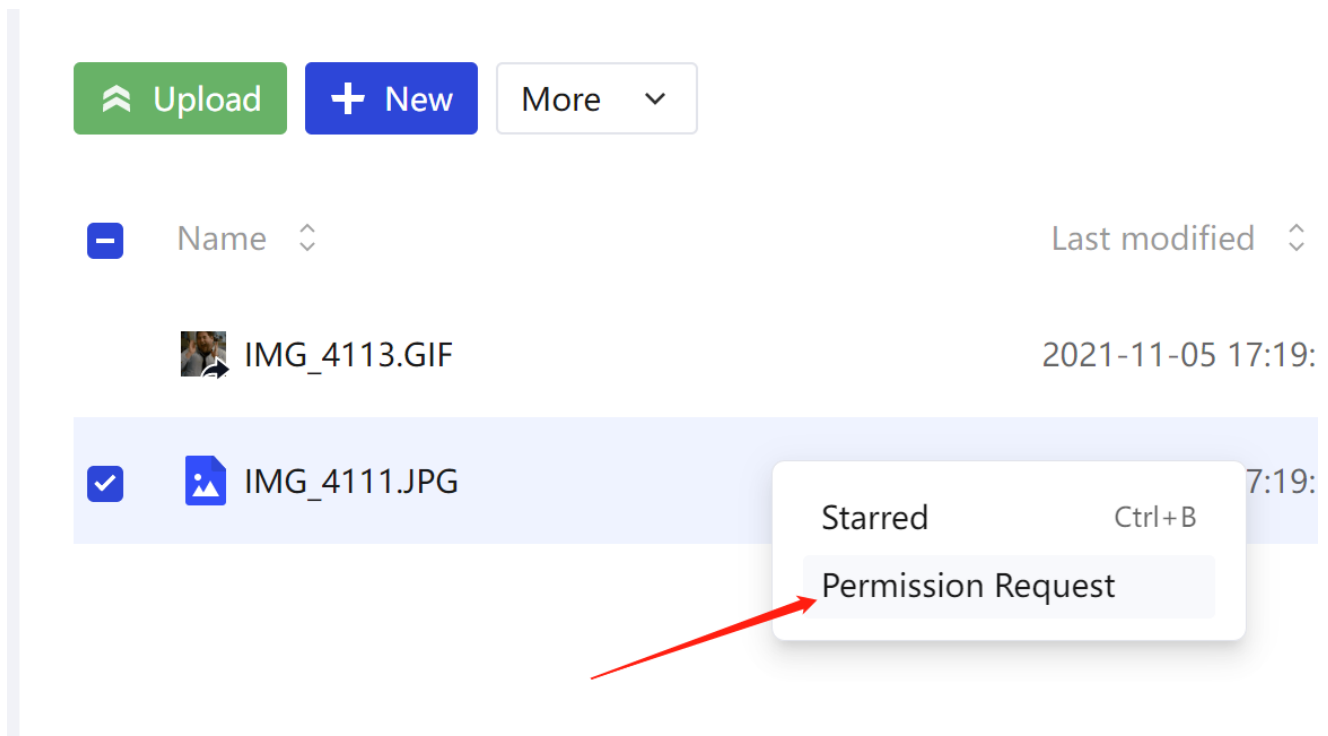 Upload New More
Name Last modified
IMG_4113.GIF 2021-11-05 17:19:
IMG_4111.JPG 7:19:
Starred Ctrl+B
Permission Request